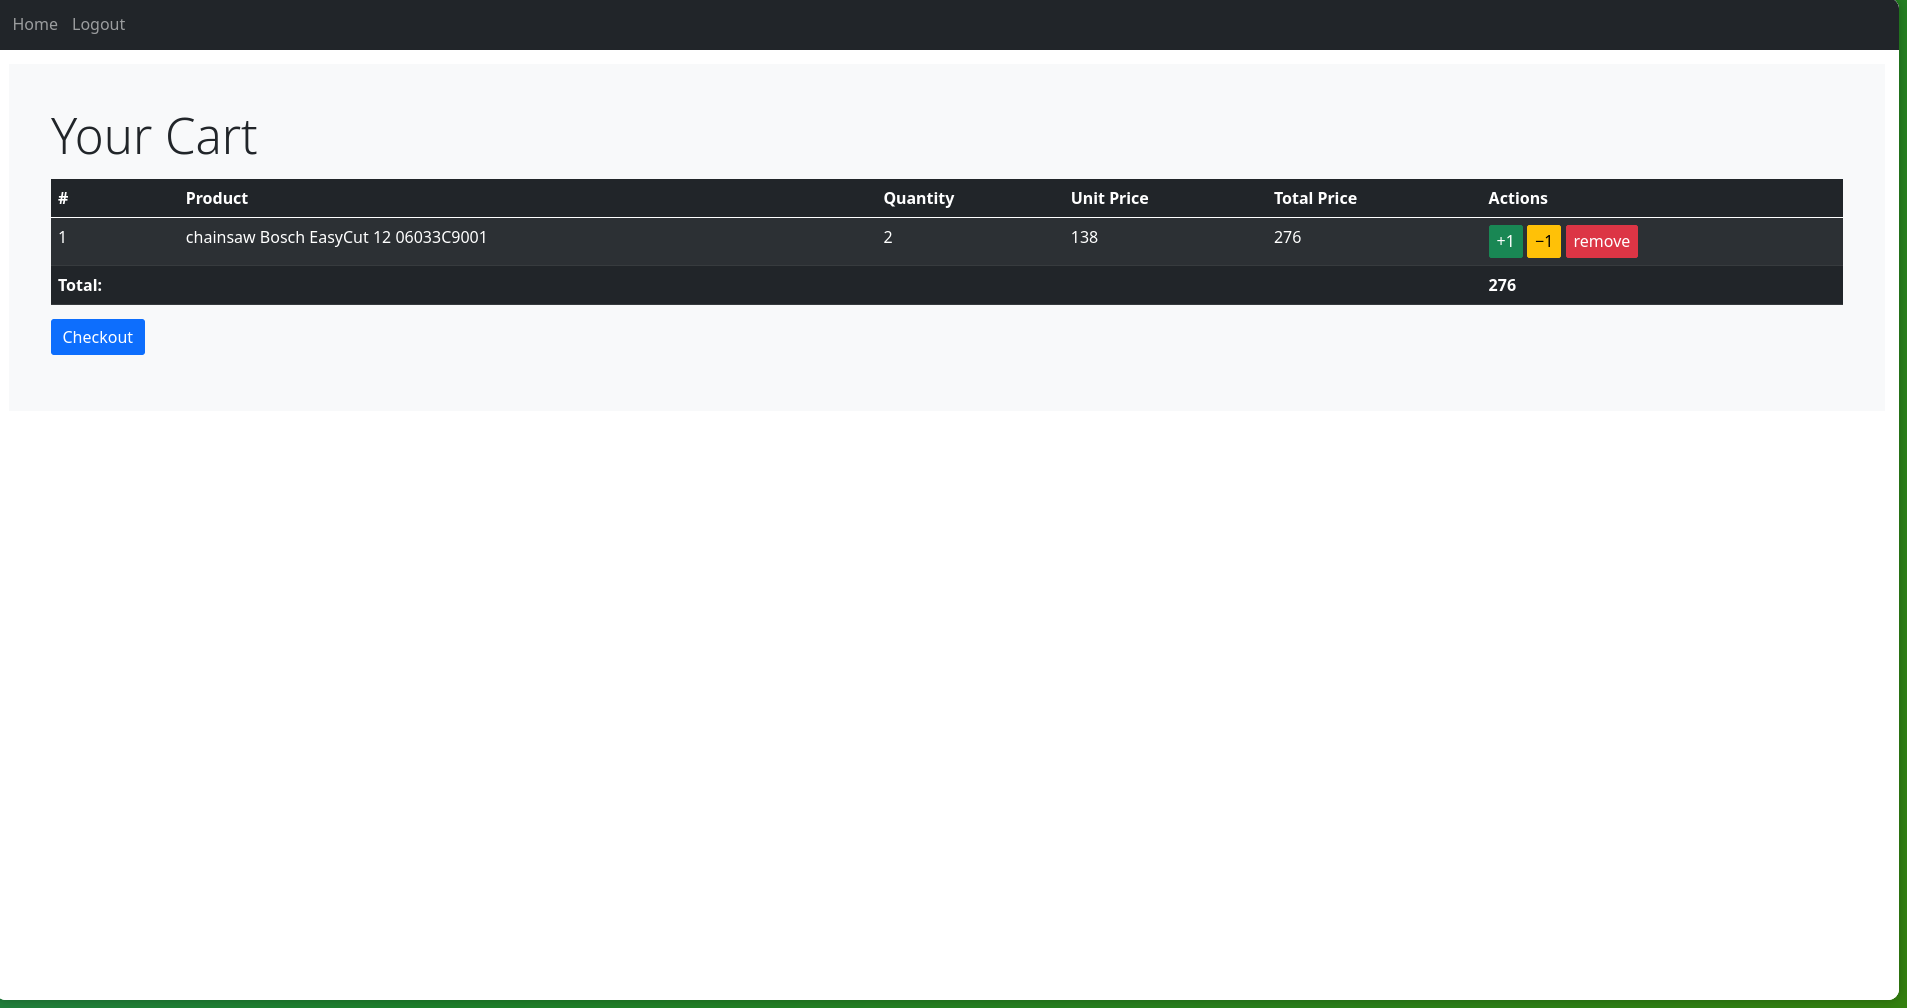 Home Logout
Your Cart
# Product Quantity Unit Price Total Price Actions
1 chainsaw Bosch EasyCut 12 06033C9001 2 138 276 +1 −1 remove
Total: 276
Checkout